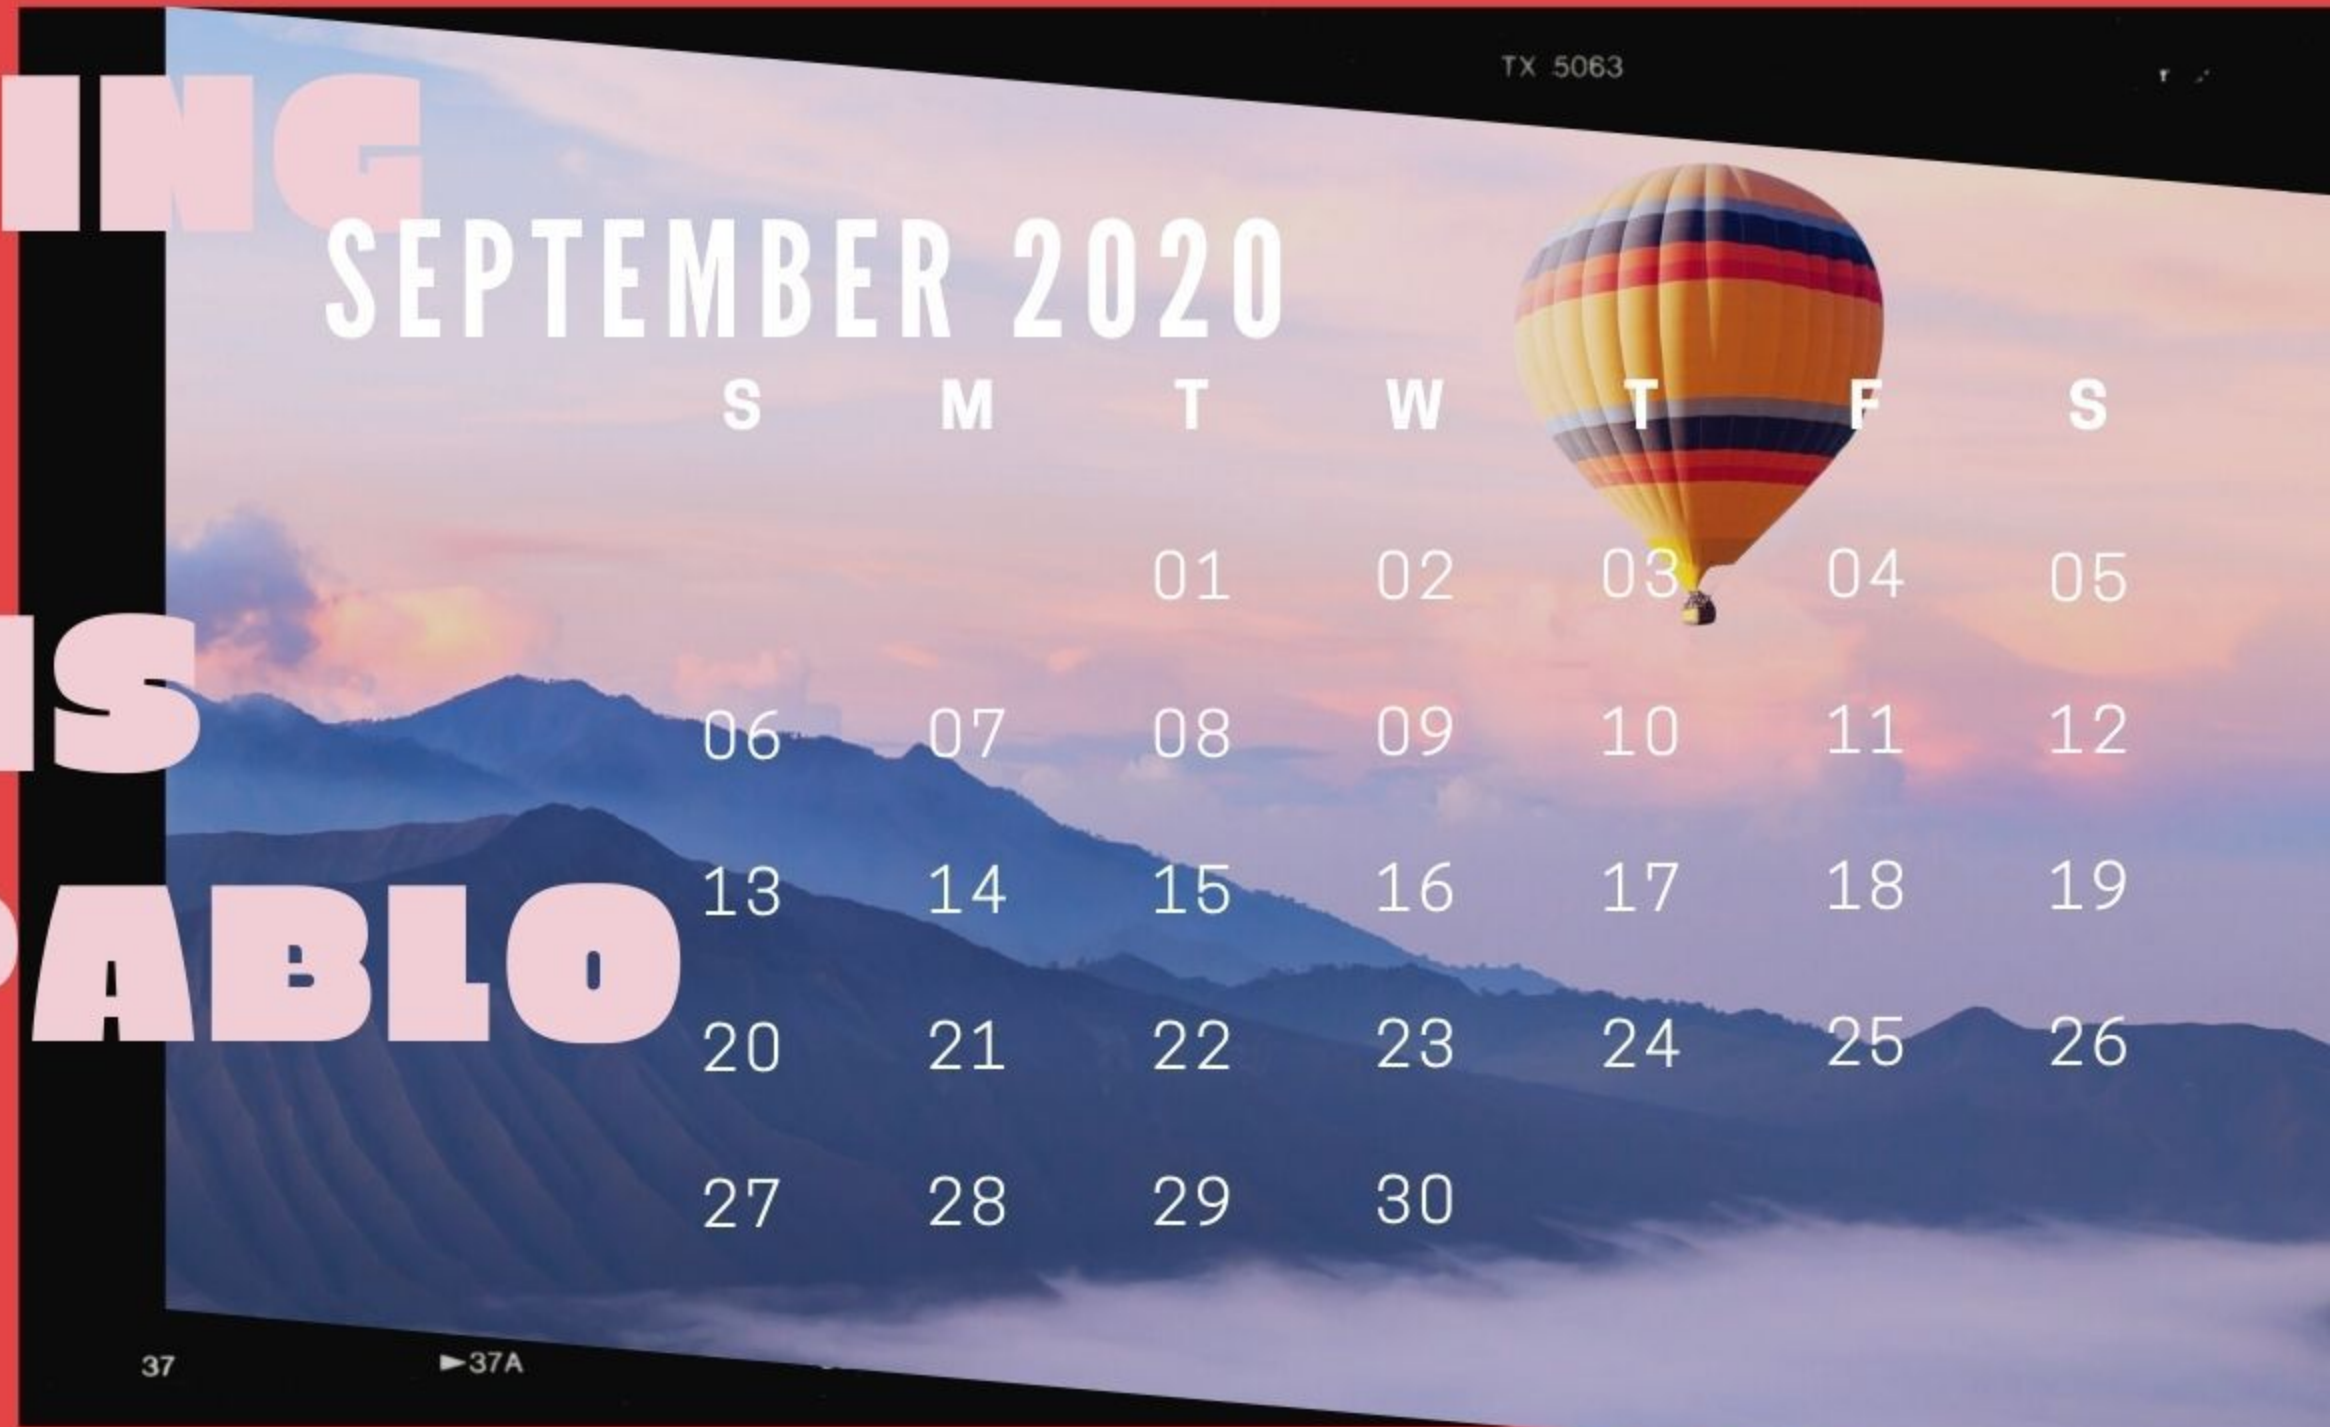 TX 5063
ING
SEPTEMBER 2020
S M T W T F S
01 02 03 04 05
06 07 08 09 10 11 12
13 14 15 16 17 18 19
20 21 22 23 24 25 26
27 28 29 30
S
PABLO
37 ►37A